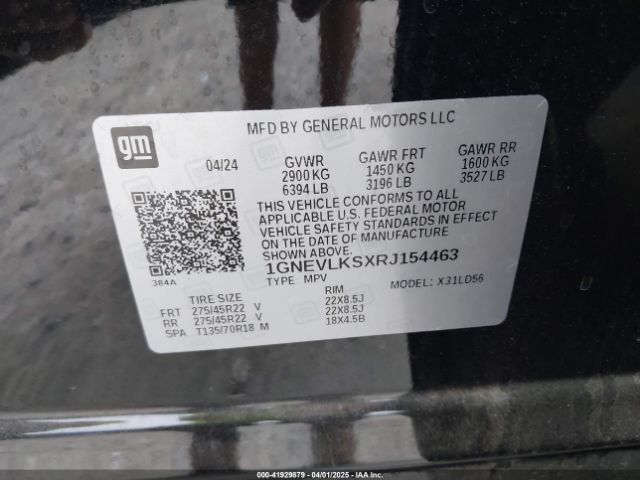 gm
MFD BY GENERAL MOTORS LLC
04/24 GVWR GAWR FRT GAWR RR
2900 KG 1450 KG 1600 KG
6394 LB 3196 LB 3527 LB
THIS VEHICLE CONFORMS TO ALL
APPLICABLE U.S. FEDERAL MOTOR
VEHICLE SAFETY STANDARDS IN EFFECT
ON THE DATE OF MANUFACTURE
SHOWN ABOVE.
1GNEVLKSXRJ154463
384A
TYPE MPV MODEL: X31LD56
TIRE SIZE RIM
FRT 275/45R22 V 22X8.5J
RR 275/45R22 V 22X8.5J
SPA T135/70R18 M 18X4.5B
00-41929879 - 04/01/2025 - COPYRIGHT IAA, LLC